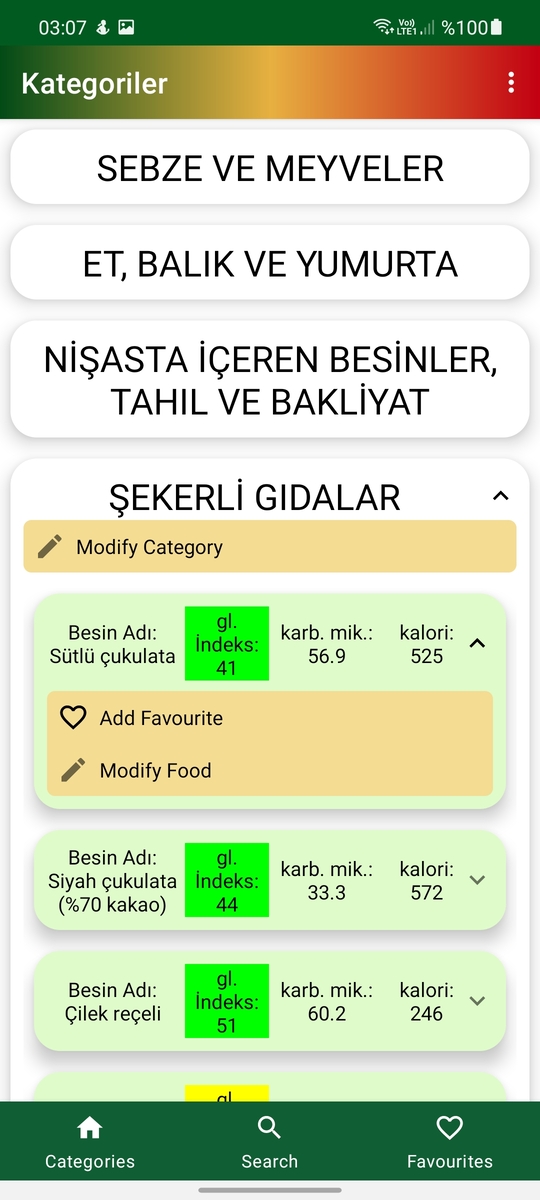 03:07 Vo) LTE1 %100
Kategoriler
SEBZE VE MEYVELER
ET, BALIK VE YUMURTA
NİŞASTA İÇEREN BESİNLER,
TAHIL VE BAKLİYAT
ŞEKERLİ GIDALAR
Modify Category
Besin Adı:
Sütlü çukulata
gl.
İndeks:
41
karb. mik.:
56.9
kalori:
525
Add Favourite
Modify Food
Besin Adı:
Siyah çukulata
(%70 kakao)
gl.
İndeks:
44
karb. mik.:
33.3
kalori:
572
Besin Adı:
Çilek reçeli
gl.
İndeks:
51
karb. mik.:
60.2
kalori:
246
gl.
Categories
Search
Favourites